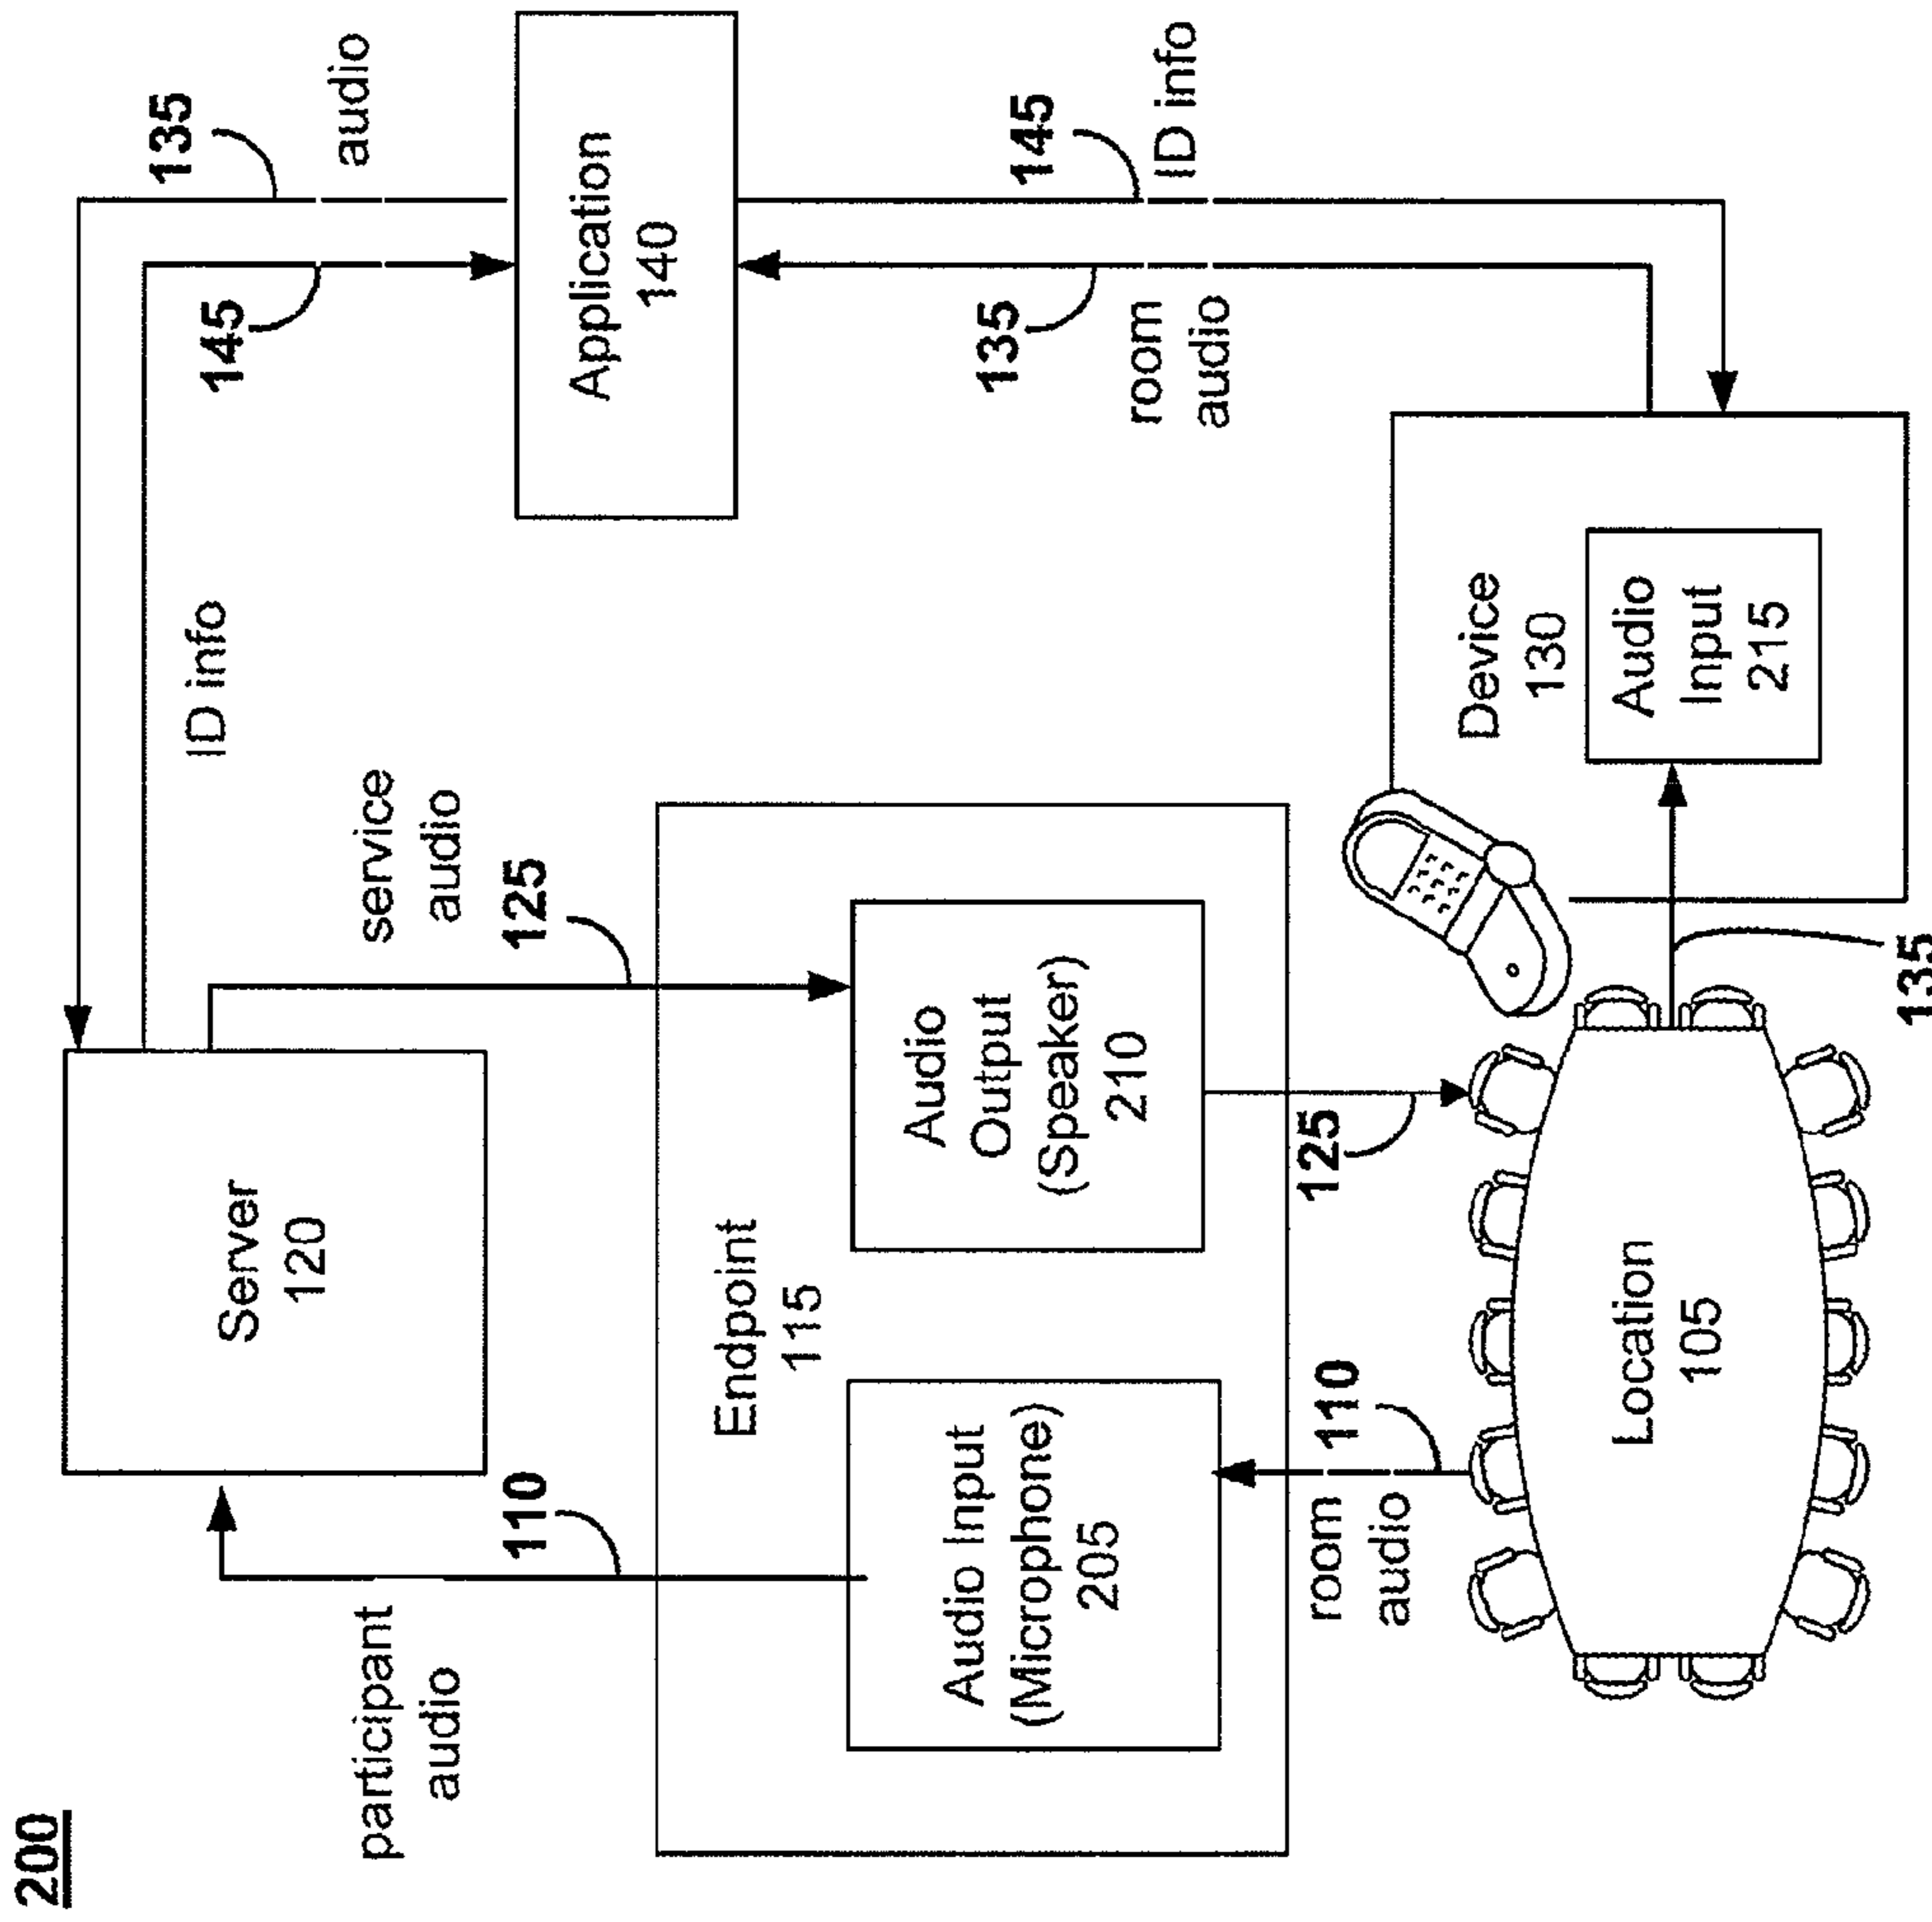 200
135
audio
145
ID info
Server
120
participant
audio
110
service
audio
125
Application
140
Endpoint
115
Audio Input
(Microphone)
205
Audio
Output
(Speaker)
210
135
room
audio
145
ID info
room
audio
110
125
Device
130
Audio
Input
215
Location
105
135